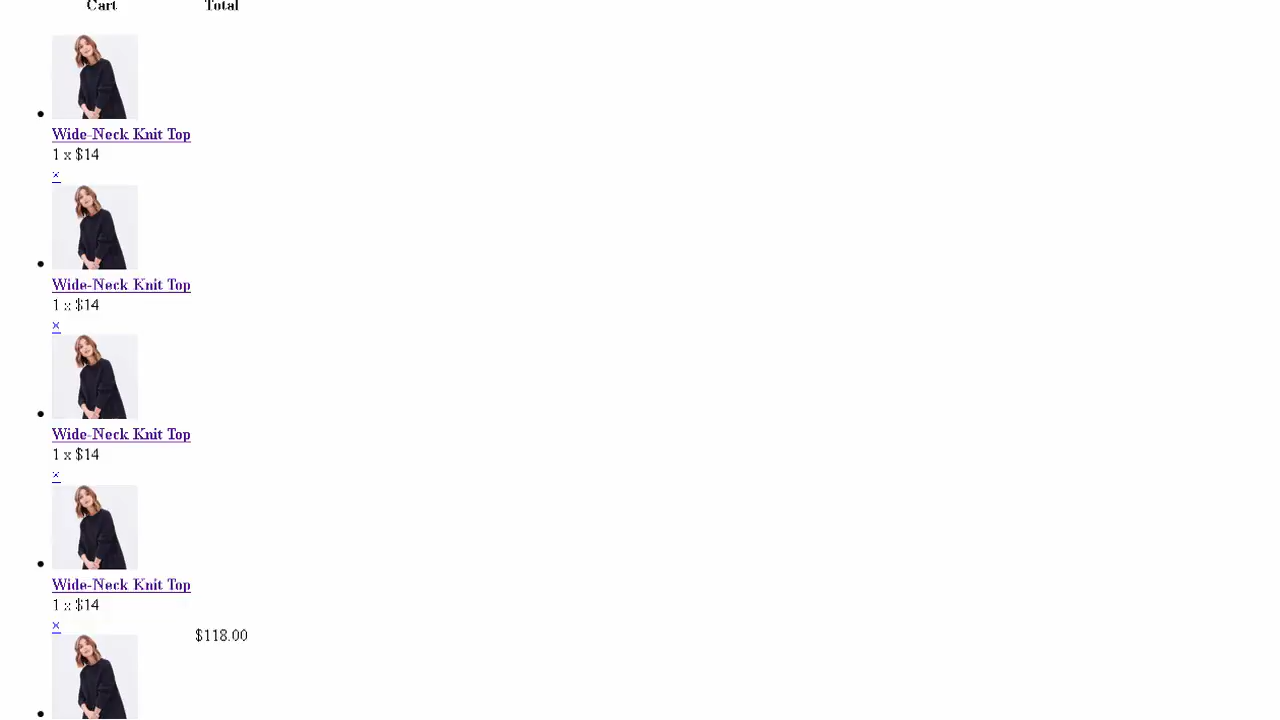 Cart Total
Wide-Neck Knit Top
1 x $14
×
Wide-Neck Knit Top
1 x $14
×
Wide-Neck Knit Top
1 x $14
×
Wide-Neck Knit Top
1 x $14
×
$118.00